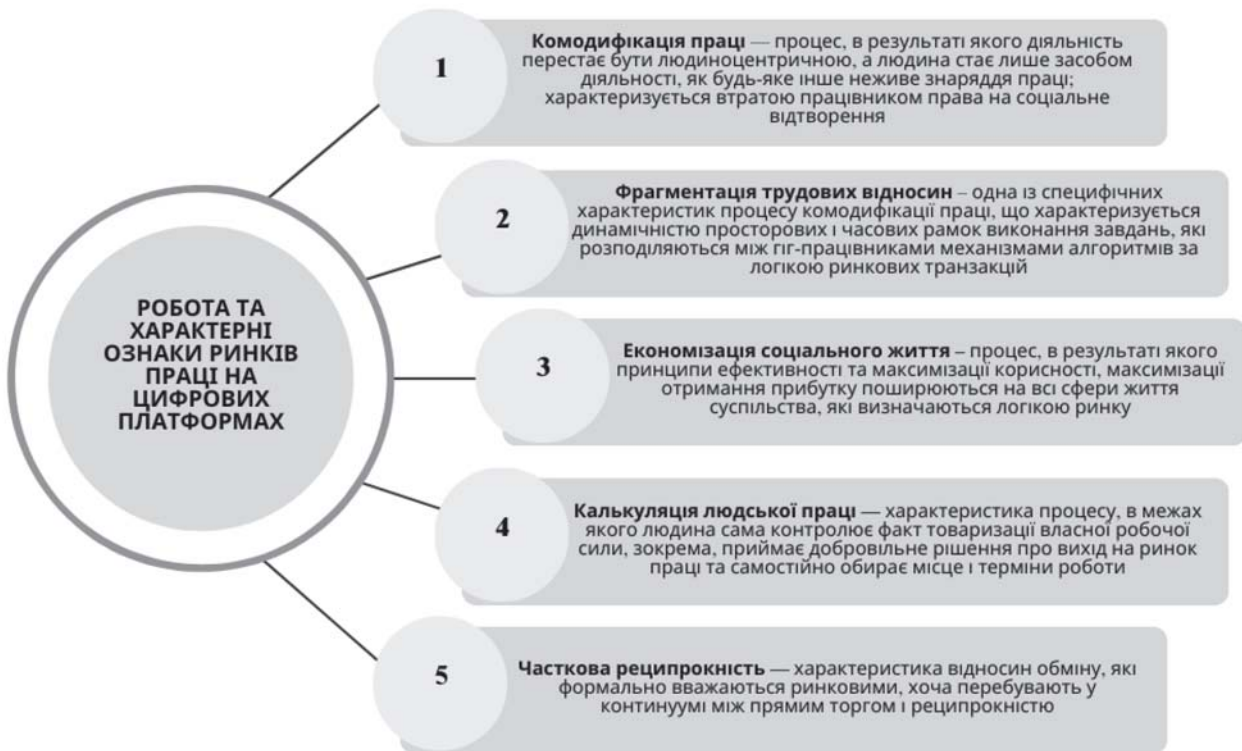 РОБОТА ТА
ХАРАКТЕРНІ
ОЗНАКИ РИНКІВ
ПРАЦІ НА
ЦИФРОВИХ
ПЛАТФОРМАХ
1
Комодифікація праці — процес, в результаті якого діяльність
перестає бути людиноцентричною, а людина стає лише засобом
діяльності, як будь-яке інше неживе знаряддя праці;
характеризується втратою працівником права на соціальне
відтворення
2
Фрагментація трудових відносин – одна із специфічних
характеристик процесу комодифікації праці, що характеризується
динамічністю просторових і часових рамок виконання завдань, які
розподіляються між гіг-працівниками механізмами алгоритмів за
логікою ринкових транзакцій
3
Економізація соціального життя – процес, в результаті якого
принципи ефективності та максимізації корисності, максимізації
отримання прибутку поширюються на всі сфери життя
суспільства, які визначаються логікою ринку
4
Калькуляція людської праці — характеристика процесу, в межах
якого людина сама контролює факт товаризації власної робочої
сили, зокрема, приймає добровільне рішення про вихід на ринок
праці та самостійно обирає місце і терміни роботи
5
Часткова реципрокність — характеристика відносин обміну, які
формально вважаються ринковими, хоча перебувають у
континуумі між прямим торгом і реципрокністю